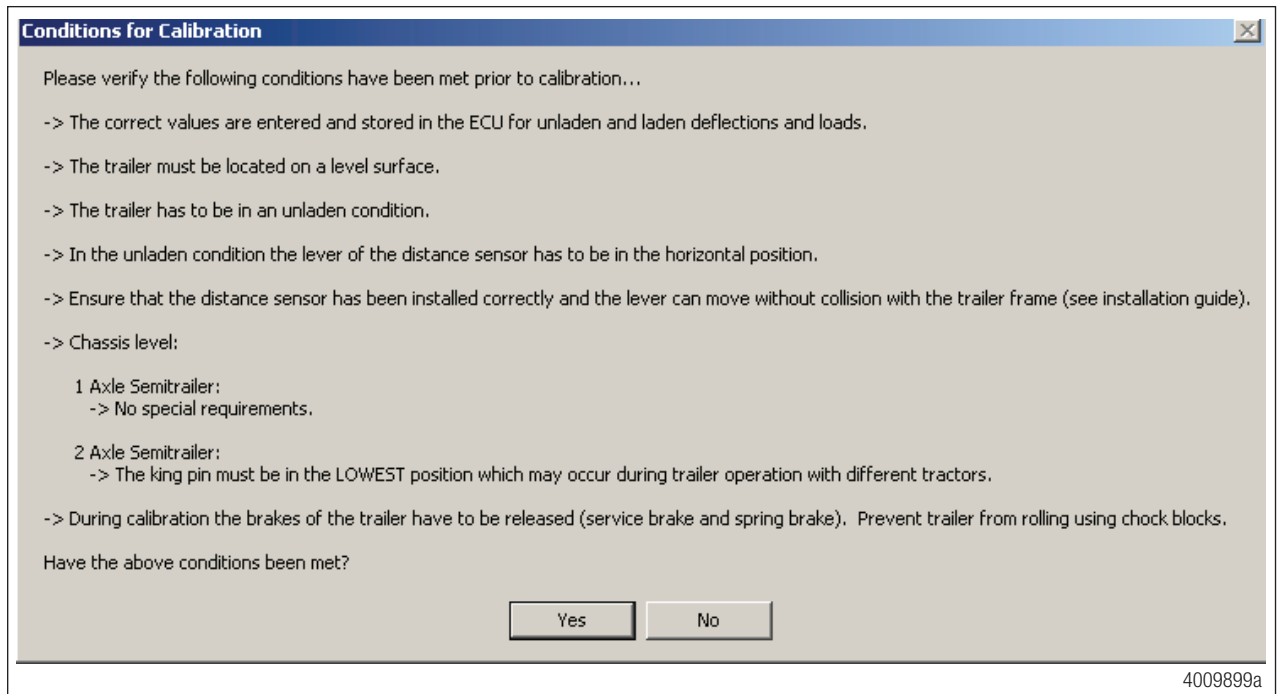 Conditions for Calibration
Please verify the following conditions have been met prior to calibration...
-> The correct values are entered and stored in the ECU for unladen and laden deflections and loads.
-> The trailer must be located on a level surface.
-> The trailer has to be in an unladen condition.
-> In the unladen condition the lever of the distance sensor has to be in the horizontal position.
-> Ensure that the distance sensor has been installed correctly and the lever can move without collision with the trailer frame (see installation guide).
-> Chassis level:
1 Axle Semitrailer:
-> No special requirements.
2 Axle Semitrailer:
-> The king pin must be in the LOWEST position which may occur during trailer operation with different tractors.
-> During calibration the brakes of the trailer have to be released (service brake and spring brake).  Prevent trailer from rolling using chock blocks.
Have the above conditions been met?
Yes No
4009899a